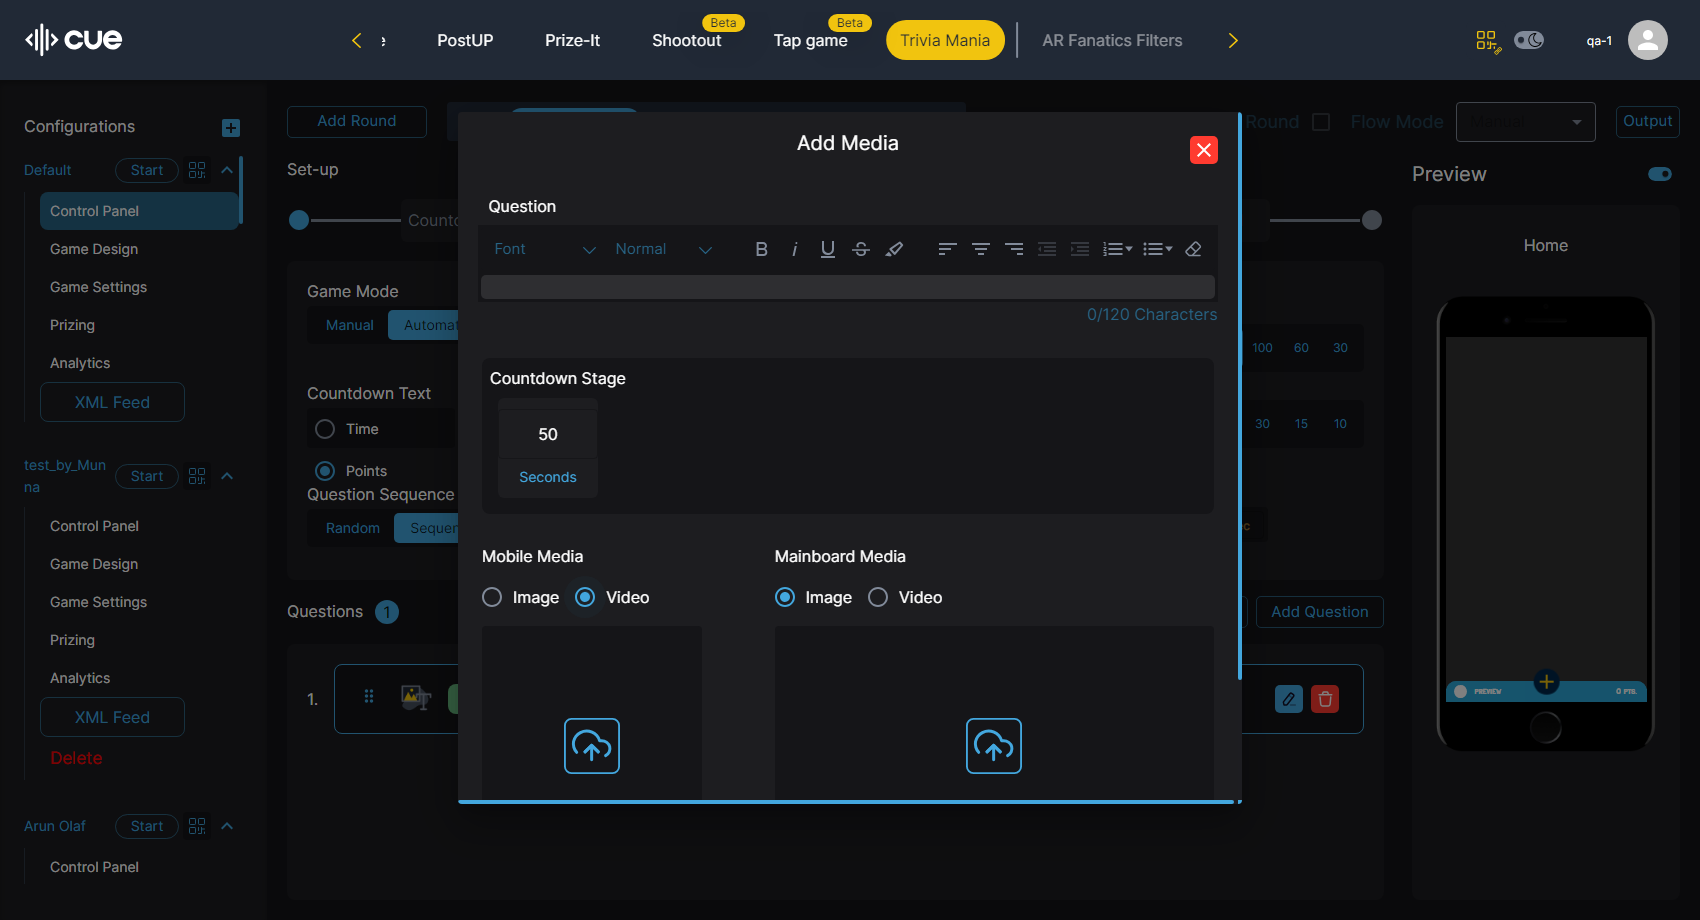 cue
PostUP
Prize-It
Shootout
Beta
Tap game
Beta
Trivia Mania
AR Fanatics Filters
qa-1
Configurations
Default
Start
Control Panel
Game Design
Game Settings
Prizing
Analytics
XML Feed
test_by_Mun
na
Start
Control Panel
Game Design
Game Settings
Prizing
Analytics
XML Feed
Delete
Arun Olaf
Start
Control Panel
Add Round
Round
Flow Mode
Output
Set-up
Game Mode
Manual
Countdown Text
Time
Points
Question Sequence
Random
Questions
1
1.
Add Media
Question
Font
Normal
0/120 Characters
Countdown Stage
50
Seconds
Mobile Media
Image
Video
Mainboard Media
Image
Video
100
60
30
30
15
10
Add Question
Preview
Home
PREVIEW
0 PTS.